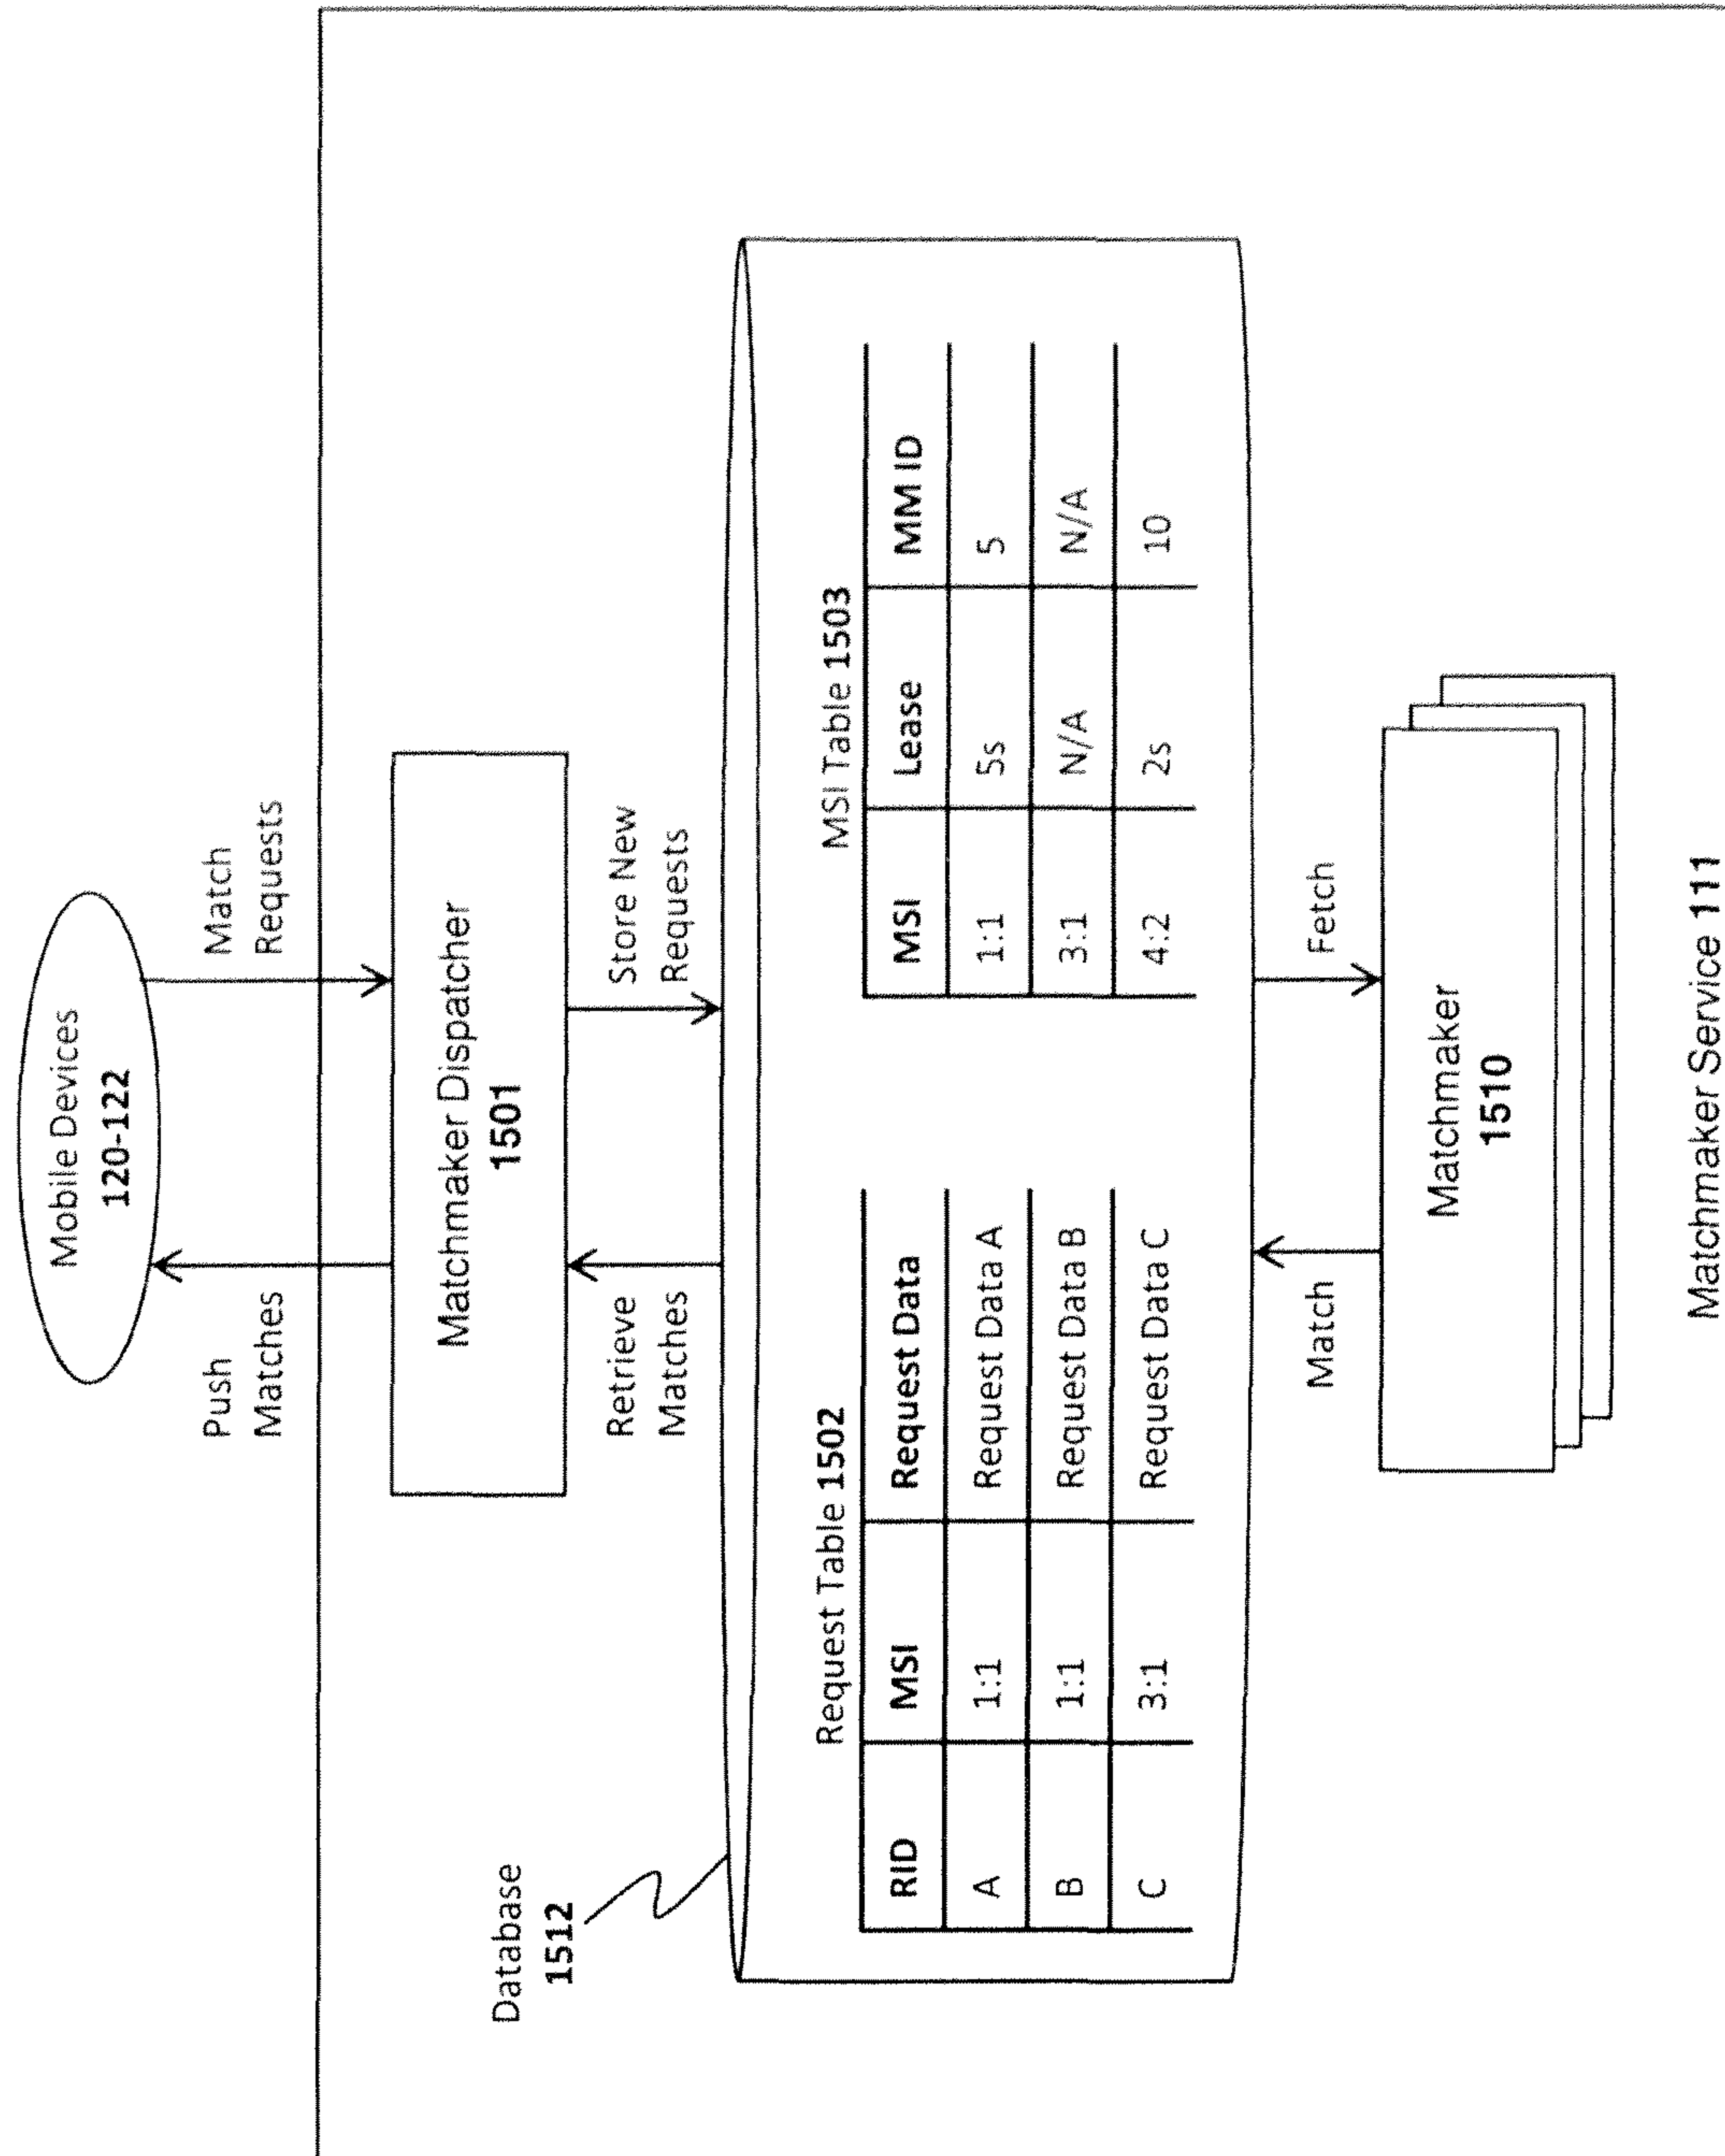 Mobile Devices
120-122
Push
Matches
Match
Requests
Matchmaker Dispatcher
1501
Retrieve
Matches
Store New
Requests
Database
1512
Request Table 1502
RID MSI Request Data
A 1:1 Request Data A
B 1:1 Request Data B
C 3:1 Request Data C
MSI Table 1503
MSI Lease MM ID
1:1 5s 5
3:1 N/A N/A
4:2 2s 10
Match
Fetch
Matchmaker
1510
Matchmaker Service 111